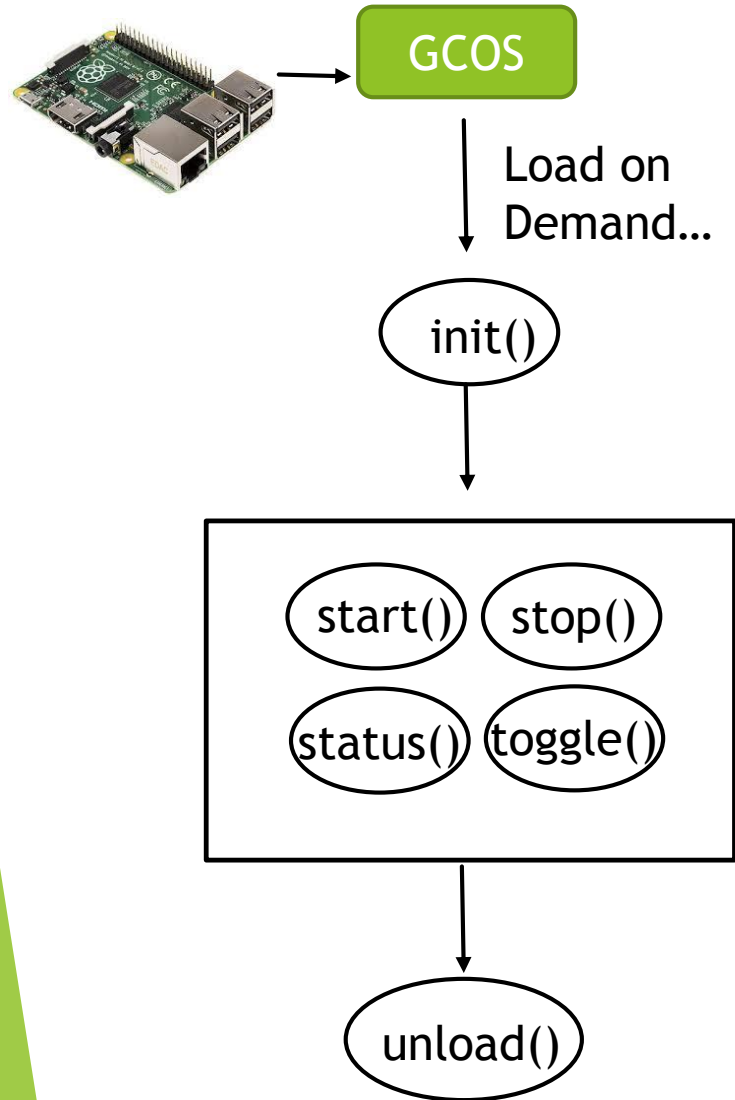 GCOS
Load on
Demand…
init()
start()
stop()
status()
toggle()
unload()